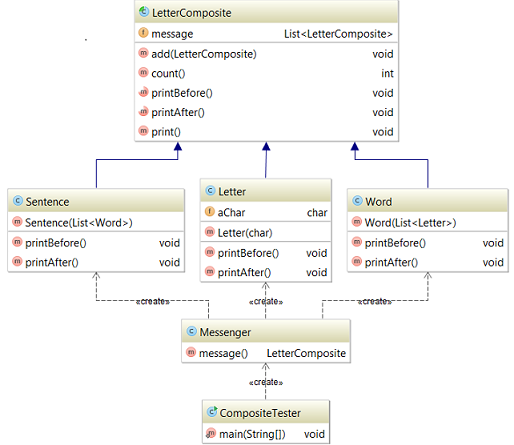 LetterComposite
message List<LetterComposite>
add(LetterComposite) void
count() int
printBefore() void
printAfter() void
print() void
Sentence
Sentence(List<Word>)
printBefore() void
printAfter() void
Letter
aChar char
Letter(char)
printBefore() void
printAfter() void
Word
Word(List<Letter>)
printBefore() void
printAfter() void
«create»
«create»
«create»
Messenger
message() LetterComposite
«create»
CompositeTester
main(String[]) void